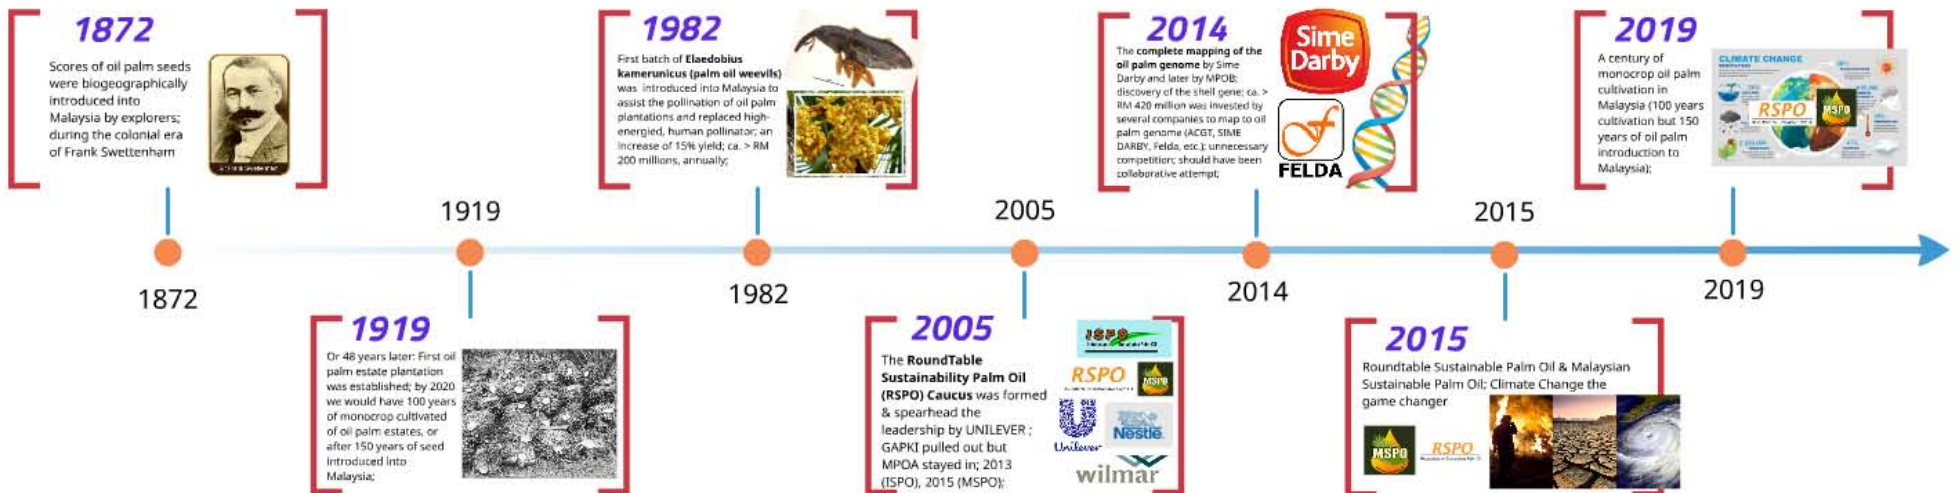 1872
Scores of oil palm seeds
were biogeographically
introduced into
Malaysia by explorers;
during the colonial era
of Frank Swettenham
1982
First batch of Elaedobius
kamerunicus (palm oil weevils)
was introduced into Malaysia to
assist the pollination of oil palm
plantations and replaced high-
energied, human pollinator; an
increase of 15% yield; ca. > RM
200 millions, annually;
2014
The complete mapping of the
oil palm genome by Sime
Darby and later by MPOB;
discovery of the shell gene; ca. >
RM 420 million was invested by
several companies to map to oil
palm genome (ACGT, SIME
DARBY, Felda, etc.); unnecessary
competition; should have been
collaborative attempt;
Sime
Darby
FELDA
2019
A century of
monocrop oil palm
cultivation in
Malaysia (100 years
cultivation but 150
years of oil palm
introduction to
Malaysia);
CLIMATE CHANGE
RSPO
MSPO
1919
2005
2015
1872
1982
2014
2019
1919
Or 48 years later: First oil
palm estate plantation
was established; by 2020
we would have 100 years
of monocrop cultivated
of oil palm estates, or
after 150 years of seed
introduced into
Malaysia;
2005
The RoundTable
Sustainability Palm Oil
(RSPO) Caucus was formed
& spearhead the
leadership by UNILEVER ;
GAPKI pulled out but
MPOA stayed in; 2013
(ISPO), 2015 (MSPO);
ISPO
RSPO
MSPO
Unilever
Nestle
wilmar
2015
Roundtable Sustainable Palm Oil & Malaysian
Sustainable Palm Oil; Climate Change the
game changer
MSPO
RSPO